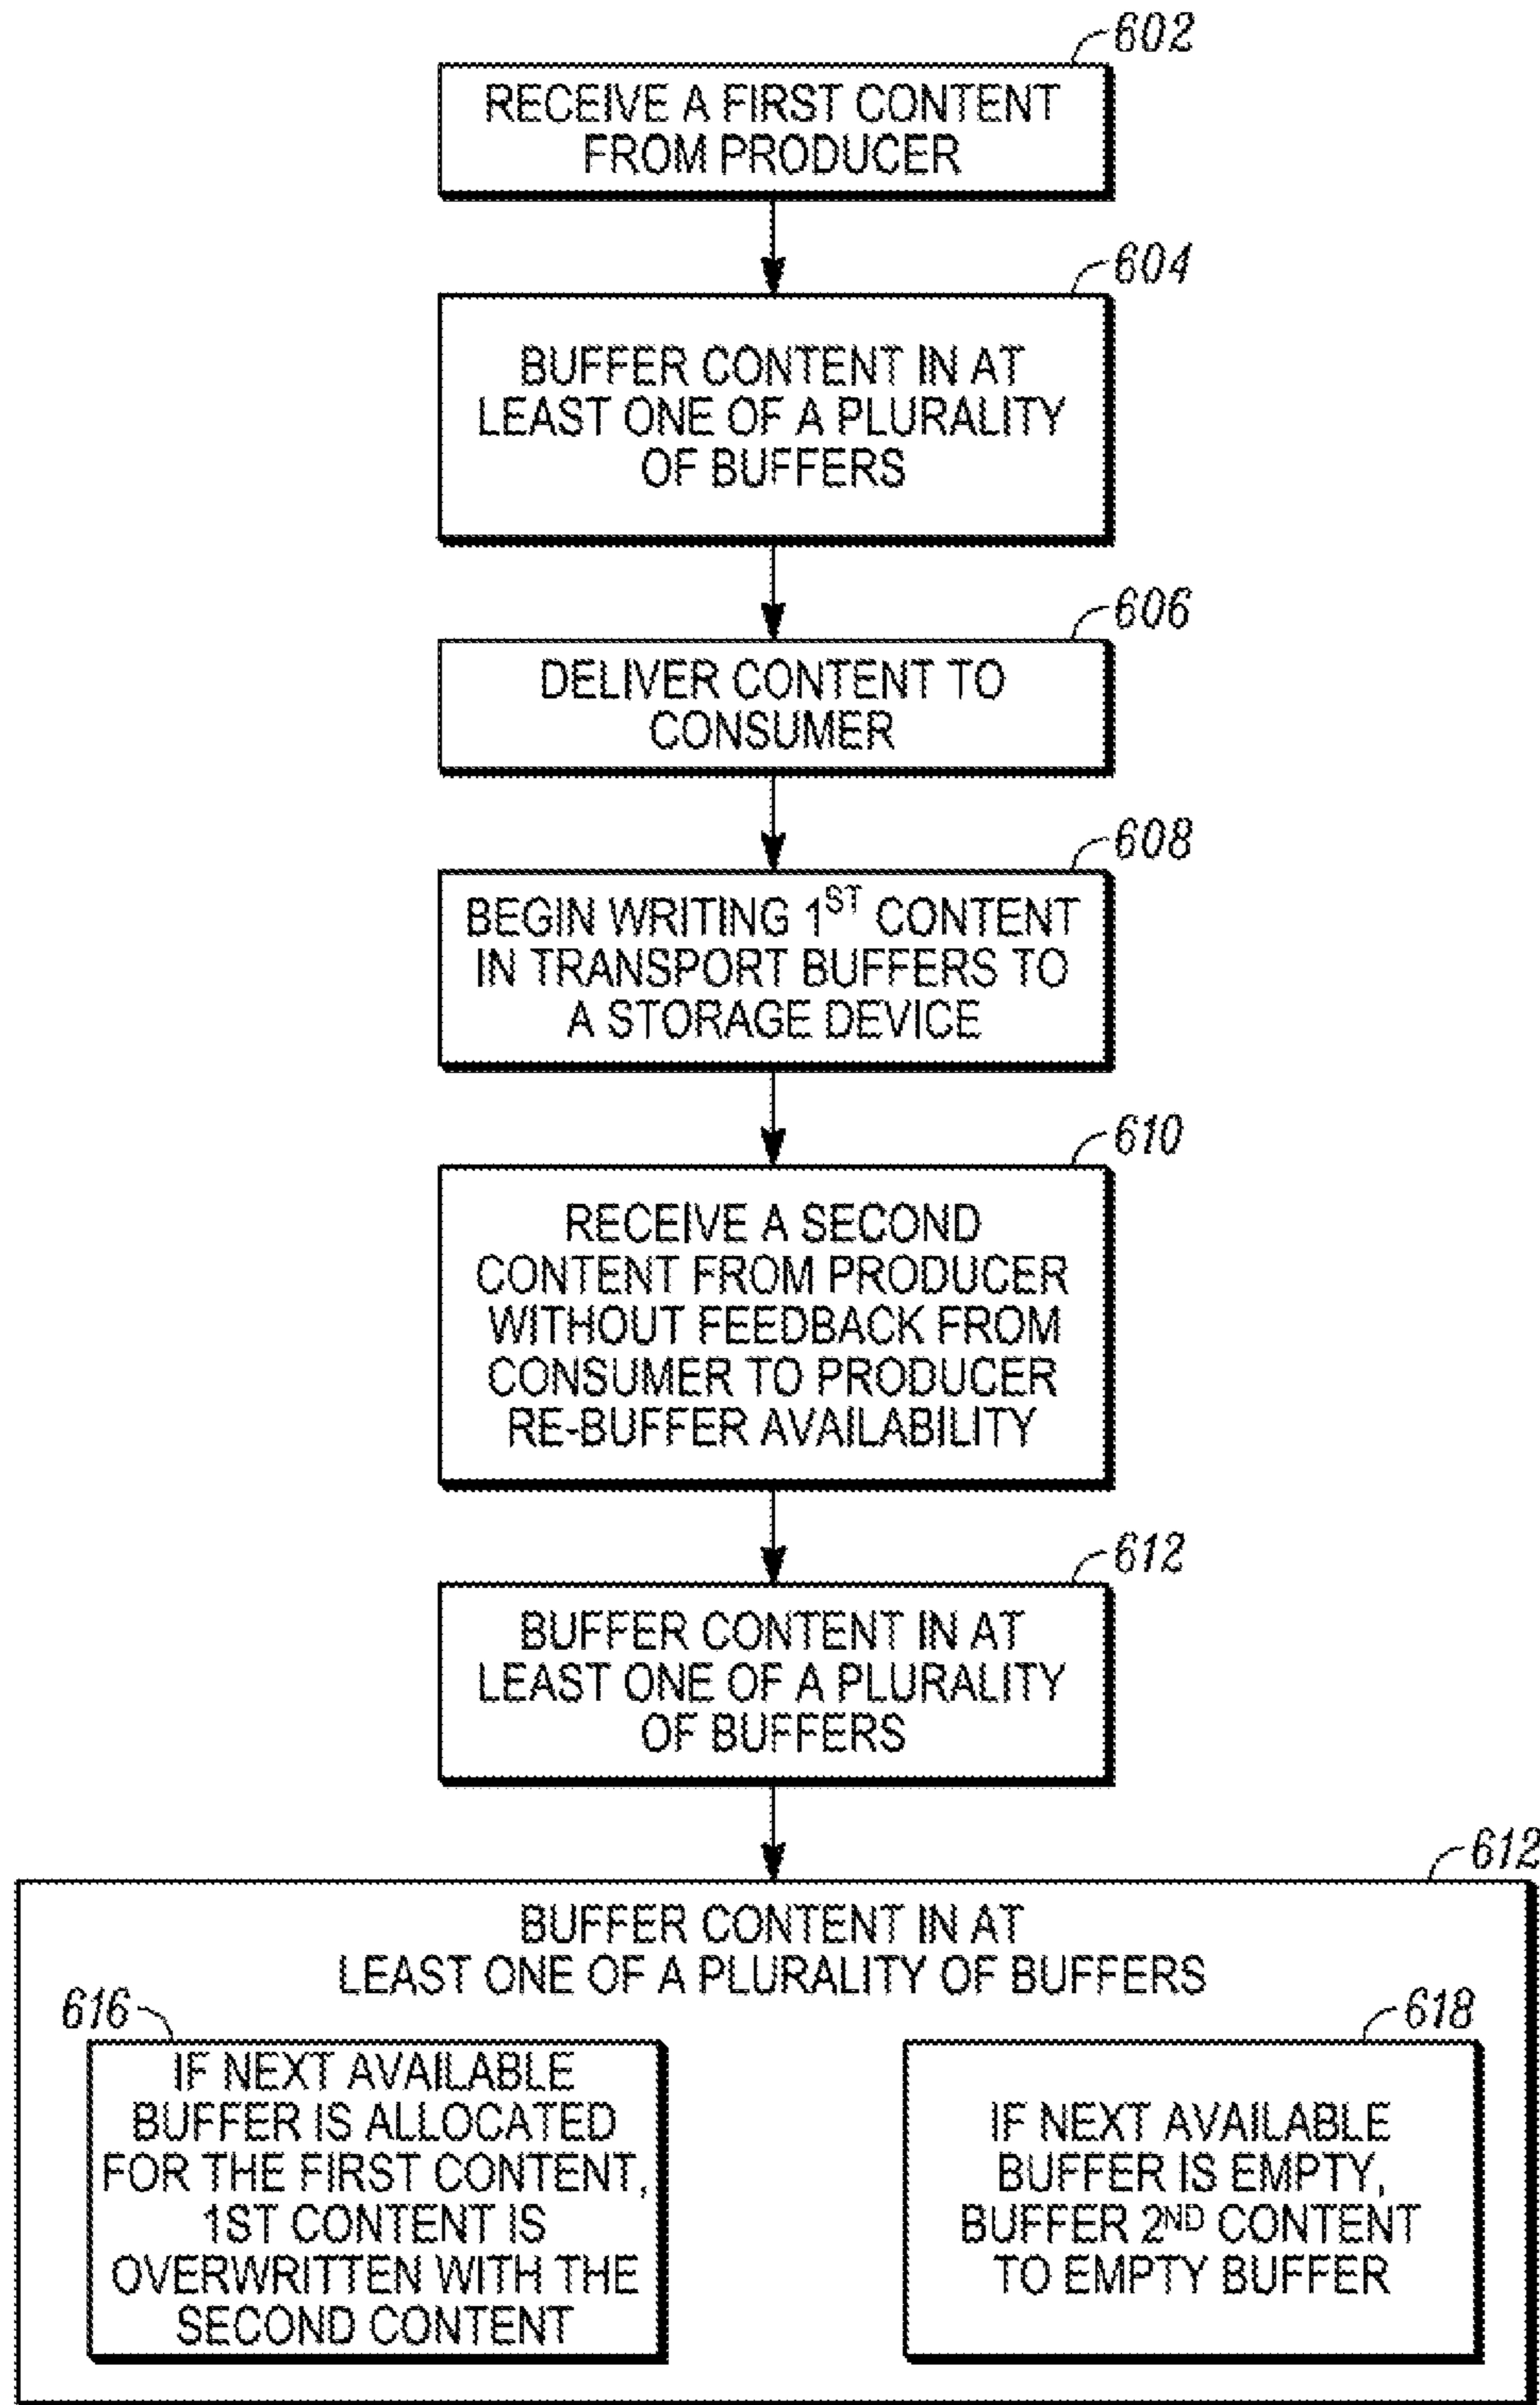 602
RECEIVE A FIRST CONTENT
FROM PRODUCER
604
BUFFER CONTENT IN AT
LEAST ONE OF A PLURALITY
OF BUFFERS
606
DELIVER CONTENT TO
CONSUMER
608
BEGIN WRITING 1ST CONTENT
IN TRANSPORT BUFFERS TO
A STORAGE DEVICE
610
RECEIVE A SECOND
CONTENT FROM PRODUCER
WITHOUT FEEDBACK FROM
CONSUMER TO PRODUCER
RE-BUFFER AVAILABILITY
612
BUFFER CONTENT IN AT
LEAST ONE OF A PLURALITY
OF BUFFERS
612
BUFFER CONTENT IN AT
LEAST ONE OF A PLURALITY OF BUFFERS
616
IF NEXT AVAILABLE
BUFFER IS ALLOCATED
FOR THE FIRST CONTENT,
1ST CONTENT IS
OVERWRITTEN WITH THE
SECOND CONTENT
618
IF NEXT AVAILABLE
BUFFER IS EMPTY,
BUFFER 2ND CONTENT
TO EMPTY BUFFER